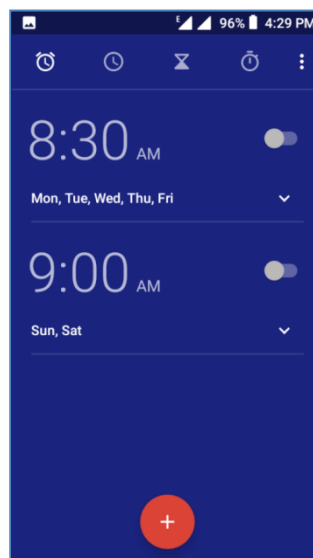 E 96% 4:29 PM
8:30 AM
Mon, Tue, Wed, Thu, Fri
9:00 AM
Sun, Sat